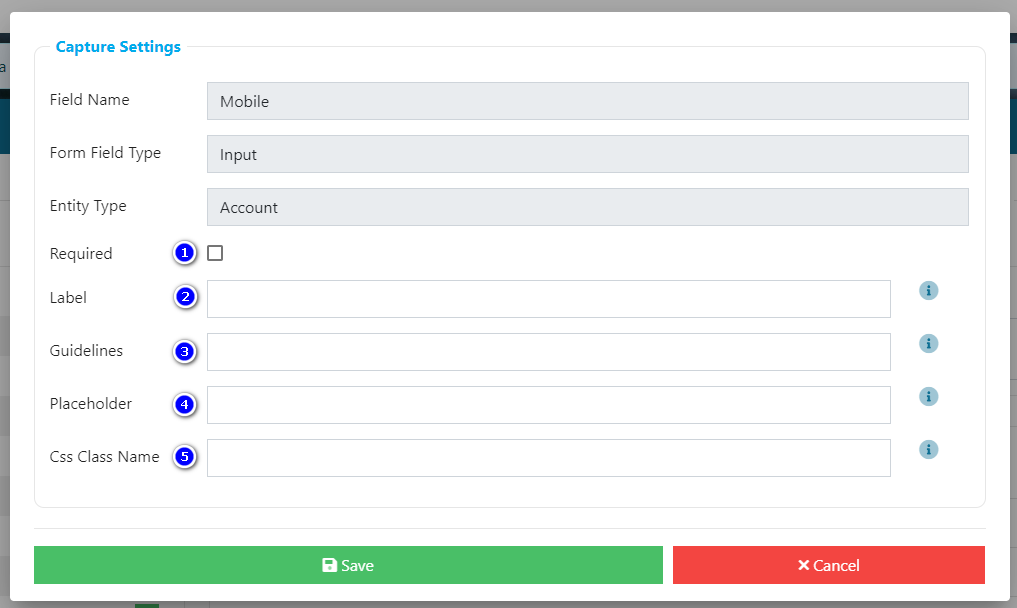 Capture Settings
Field Name Mobile
Form Field Type Input
Entity Type Account
Required 1
Label 2
Guidelines 3
Placeholder 4
Css Class Name 5
Save Cancel
a